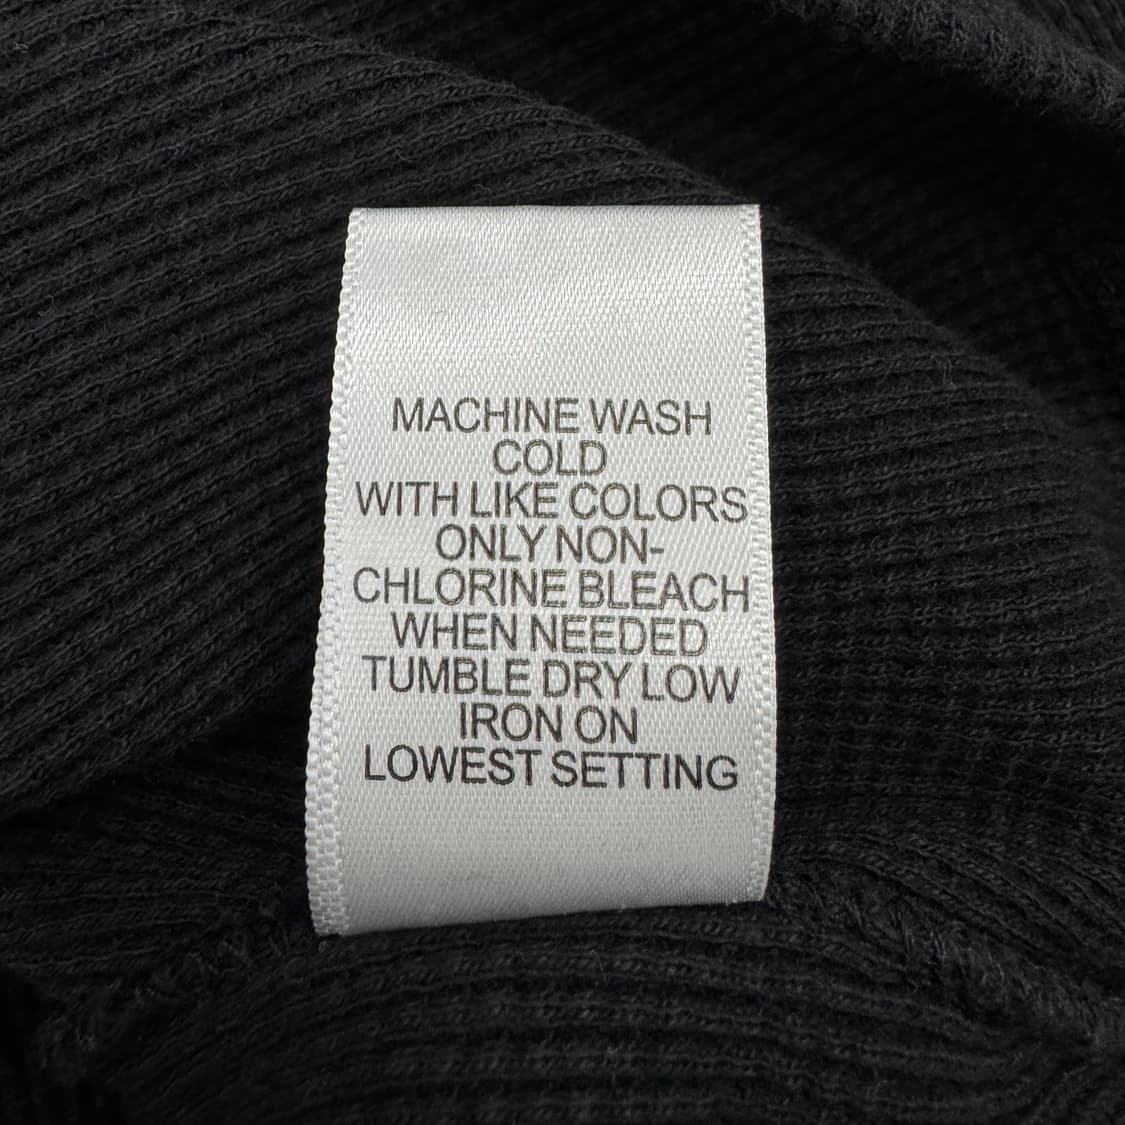 MACHINE WASH
COLD
WITH LIKE COLORS
ONLY NON-
CHLORINE BLEACH
WHEN NEEDED
TUMBLE DRY LOW
IRON ON
LOWEST SETTING